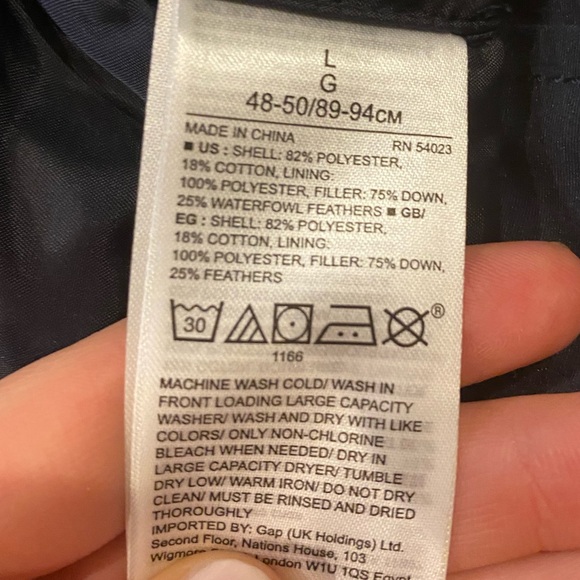 L
G
48-50/89-94CM
MADE IN CHINA RN 54023
■ US : SHELL: 82% POLYESTER,
18% COTTON, LINING:
100% POLYESTER, FILLER: 75% DOWN,
25% WATERFOWL FEATHERS ■ GB/
EG : SHELL: 82% POLYESTER,
18% COTTON, LINING:
100% POLYESTER, FILLER: 75% DOWN,
25% FEATHERS
30 ®
1166
MACHINE WASH COLD/ WASH IN
FRONT LOADING LARGE CAPACITY
WASHER/ WASH AND DRY WITH LIKE
COLORS/ ONLY NON-CHLORINE
BLEACH WHEN NEEDED/ DRY IN
LARGE CAPACITY DRYER/ TUMBLE
DRY LOW/ WARM IRON/ DO NOT DRY
CLEAN/ MUST BE RINSED AND DRIED
THOROUGHLY
IMPORTED BY: Gap (UK Holdings) Ltd.
Second Floor, Nations House, 103
Wigmore London W1U 1QS Egypt